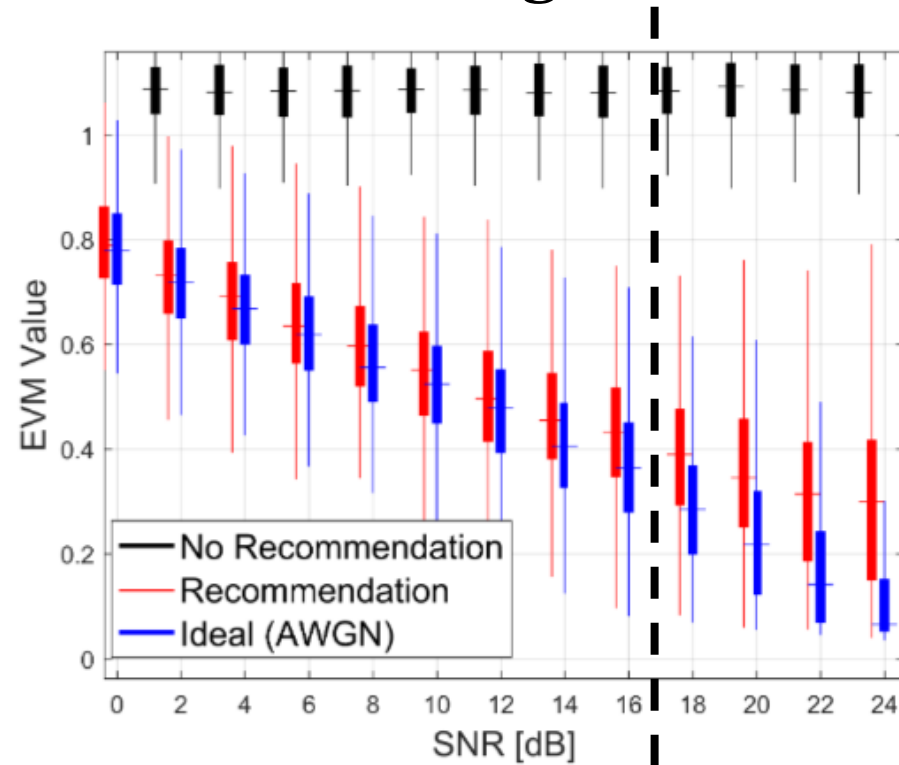 1
0.8
0.6
0.4
0.2
0
EVM Value
No Recommendation
Recommendation
Ideal (AWGN)
0 2 4 6 8 10 12 14 16 18 20 22 24
SNR [dB]